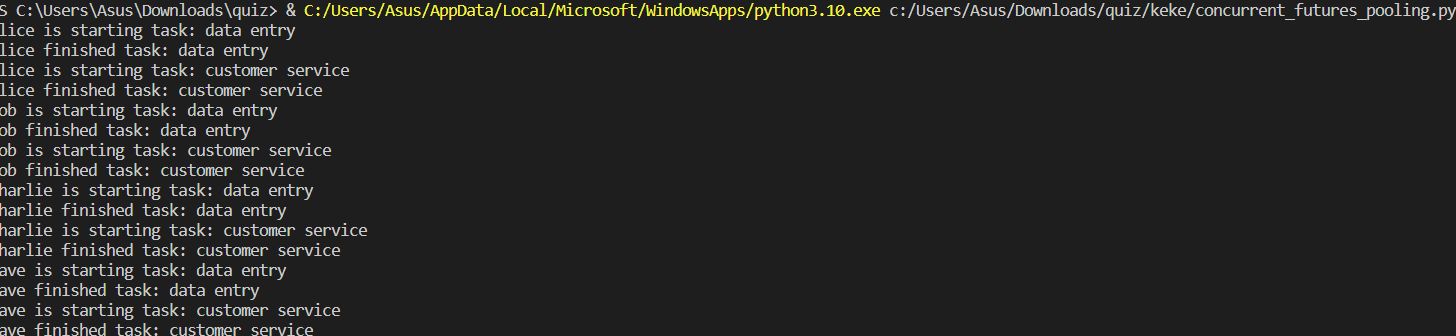 S C:\Users\Asus\Downloads\quiz> & C:/Users/Asus/AppData/Local/Microsoft/WindowsApps/python3.10.exe c:/Users/Asus/Downloads/quiz/keke/concurrent_futures_pooling.py
lice is starting task: data entry
lice finished task: data entry
lice is starting task: customer service
lice finished task: customer service
ob is starting task: data entry
ob finished task: data entry
ob is starting task: customer service
ob finished task: customer service
harlie is starting task: data entry
harlie finished task: data entry
harlie is starting task: customer service
harlie finished task: customer service
ave is starting task: data entry
ave finished task: data entry
ave is starting task: customer service
ave finished task: customer service